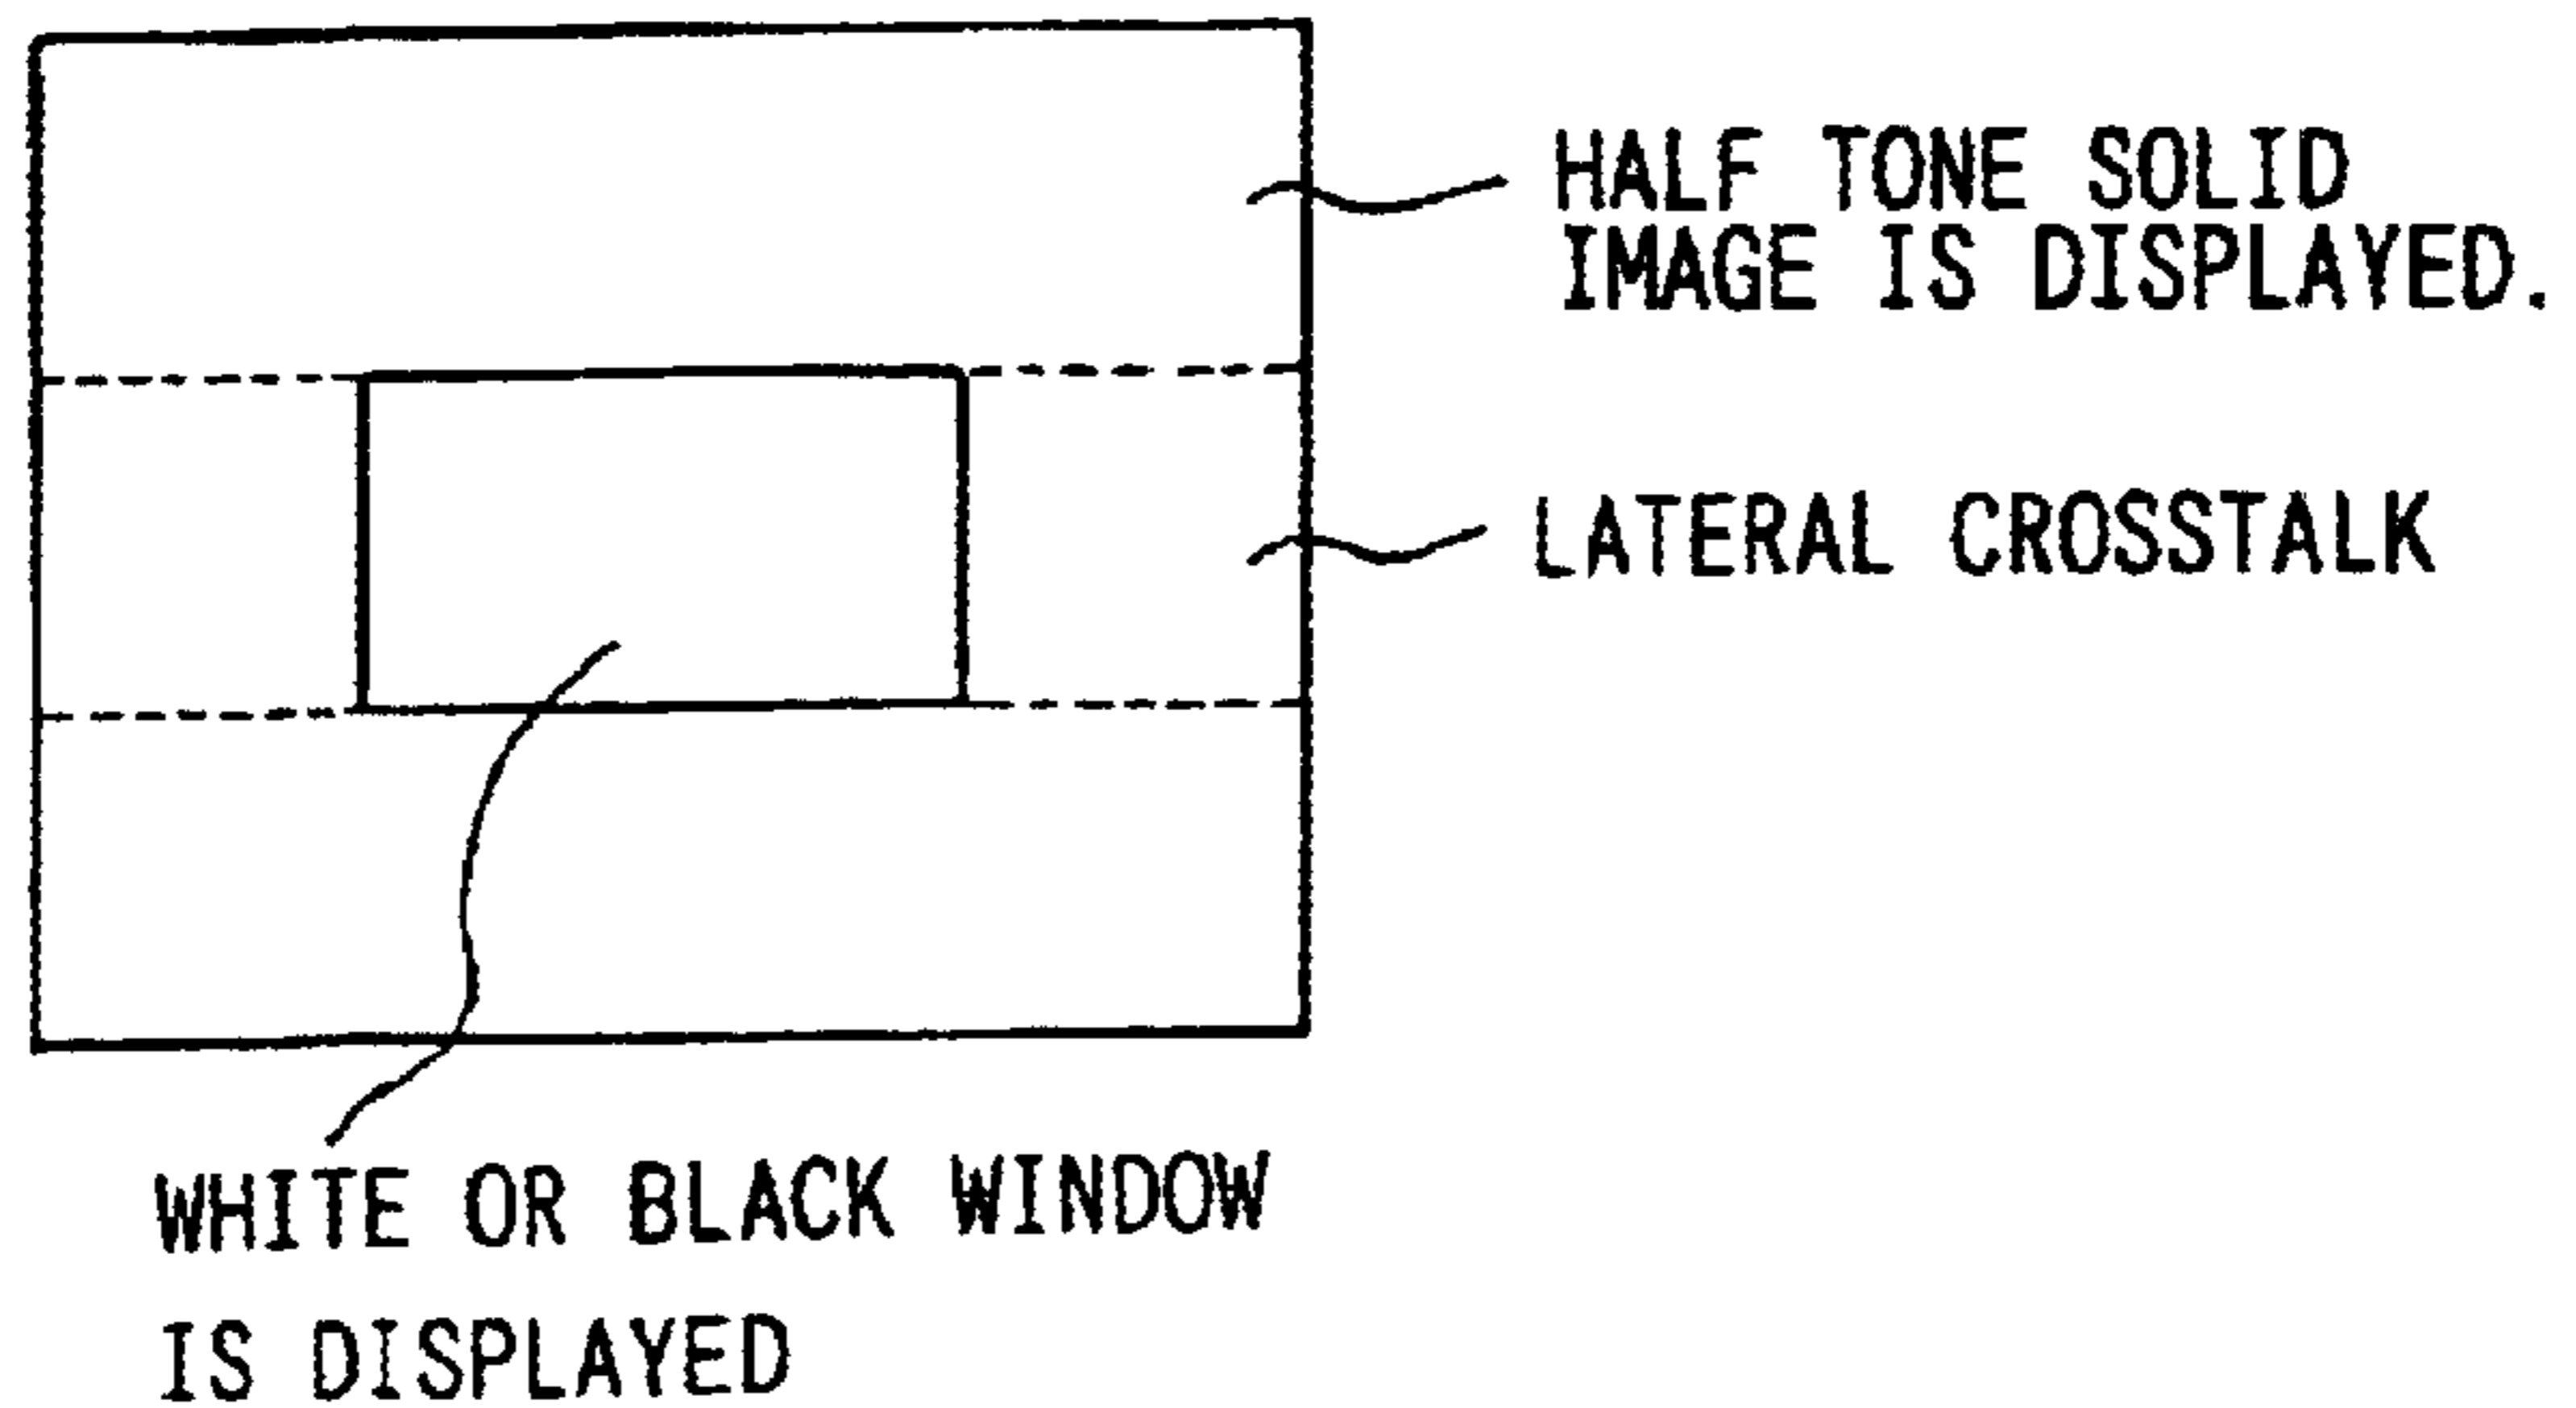 HALF TONE SOLID
IMAGE IS DISPLAYED.
LATERAL CROSSTALK
WHITE OR BLACK WINDOW
IS DISPLAYED